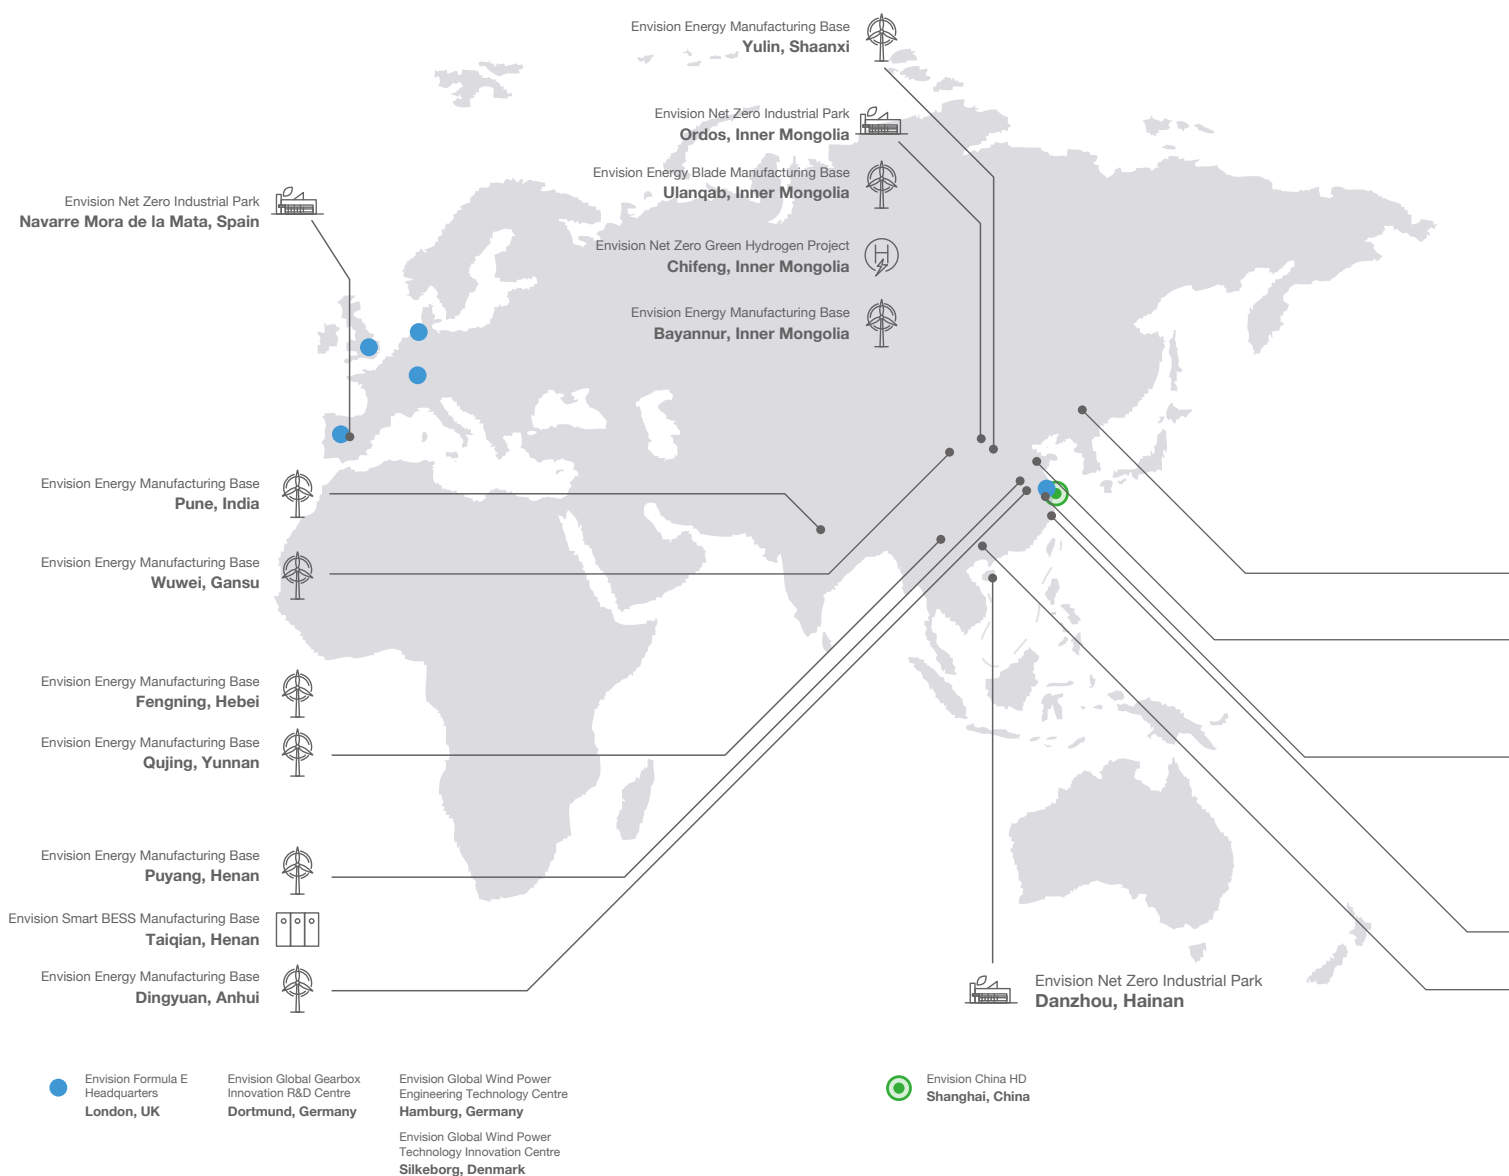 Envision Energy Manufacturing Base
Yulin, Shaanxi
Envision Net Zero Industrial Park
Ordos, Inner Mongolia
Envision Energy Blade Manufacturing Base
Ulanqab, Inner Mongolia
Envision Net Zero Industrial Park
Navarre Mora de la Mata, Spain
Envision Net Zero Green Hydrogen Project
Chifeng, Inner Mongolia
H
Envision Energy Manufacturing Base
Bayannur, Inner Mongolia
Envision Energy Manufacturing Base
Pune, India
Envision Energy Manufacturing Base
Wuwei, Gansu
Envision Energy Manufacturing Base
Fengning, Hebei
Envision Energy Manufacturing Base
Qujing, Yunnan
Envision Energy Manufacturing Base
Puyang, Henan
Envision Smart BESS Manufacturing Base
Taiqian, Henan
Envision Energy Manufacturing Base
Dingyuan, Anhui
Envision Net Zero Industrial Park
Danzhou, Hainan
Envision Formula E
Headquarters
London, UK
Envision Global Gearbox
Innovation R&D Centre
Dortmund, Germany
Envision Global Wind Power
Engineering Technology Centre
Hamburg, Germany
Envision Global Wind Power
Technology Innovation Centre
Silkeborg, Denmark
Envision China HD
Shanghai, China